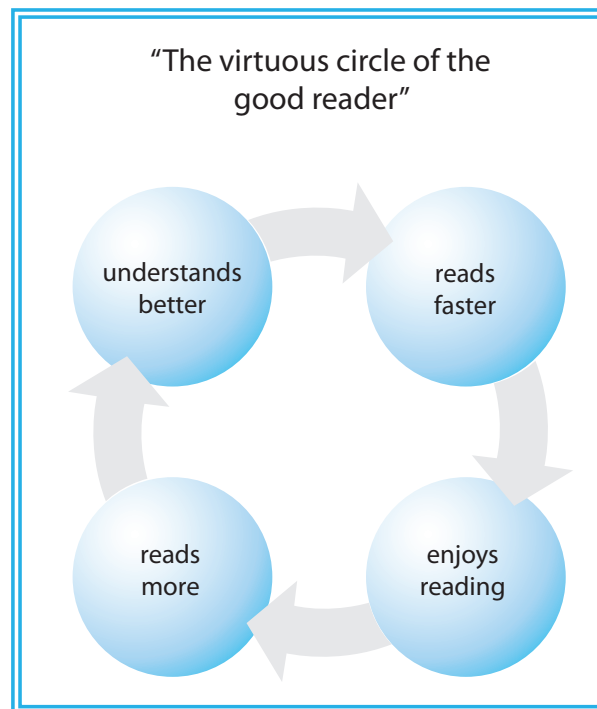 “The virtuous circle of the
good reader”
understands
better
reads
faster
reads
more
enjoys
reading